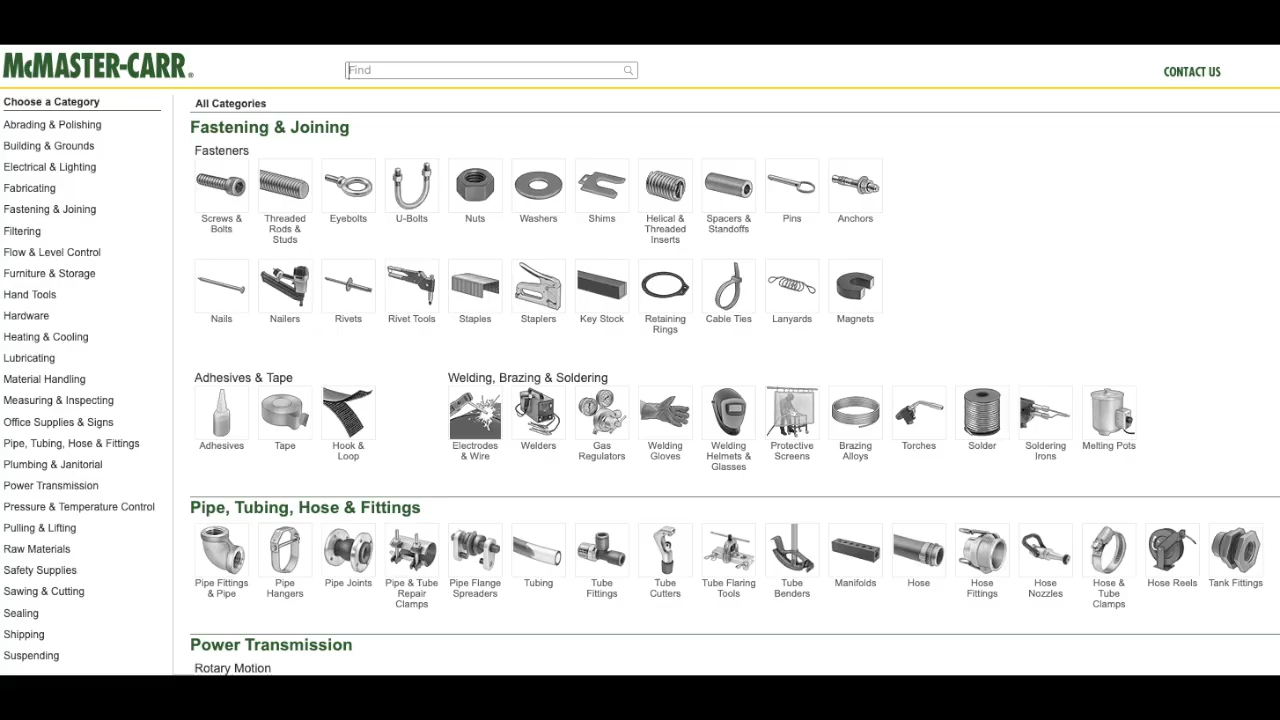 McMASTER-CARR®
Find
CONTACT US
Choose a Category
Abrading & Polishing
Building & Grounds
Electrical & Lighting
Fabricating
Fastening & Joining
Filtering
Flow & Level Control
Furniture & Storage
Hand Tools
Hardware
Heating & Cooling
Lubricating
Material Handling
Measuring & Inspecting
Office Supplies & Signs
Pipe, Tubing, Hose & Fittings
Plumbing & Janitorial
Power Transmission
Pressure & Temperature Control
Pulling & Lifting
Raw Materials
Safety Supplies
Sawing & Cutting
Sealing
Shipping
Suspending
All Categories
Fastening & Joining
Fasteners
Screws &
Bolts
Threaded
Rods &
Studs
Eyebolts
U-Bolts
Nuts
Washers
Shims
Helical &
Threaded
Inserts
Spacers &
Standoffs
Pins
Anchors
Nails
Nailers
Rivets
Rivet Tools
Staples
Staplers
Key Stock
Retaining
Rings
Cable Ties
Lanyards
Magnets
Adhesives & Tape
Adhesives
Tape
Hook &
Loop
Welding, Brazing & Soldering
Electrodes
& Wire
Welders
Gas
Regulators
Welding
Gloves
Welding
Helmets &
Glasses
Protective
Screens
Brazing
Alloys
Torches
Solder
Soldering
Irons
Melting Pots
Pipe, Tubing, Hose & Fittings
Pipe Fittings
& Pipe
Pipe
Hangers
Pipe Joints
Pipe & Tube
Repair
Clamps
Pipe Flange
Spreaders
Tubing
Tube
Fittings
Tube
Cutters
Tube Flaring
Tools
Tube
Benders
Manifolds
Hose
Hose
Fittings
Hose
Nozzles
Hose &
Tube
Clamps
Hose Reels
Tank Fittings
Power Transmission
Rotary Motion